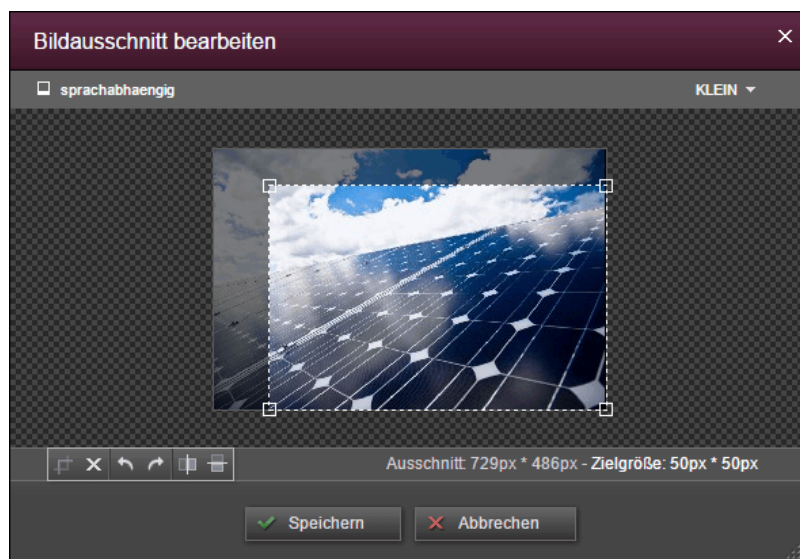 Bildausschnitt bearbeiten
sprachabhaengig
KLEIN
Ausschnitt: 729px * 486px - Zielgröße: 50px * 50px
Speichern
Abbrechen